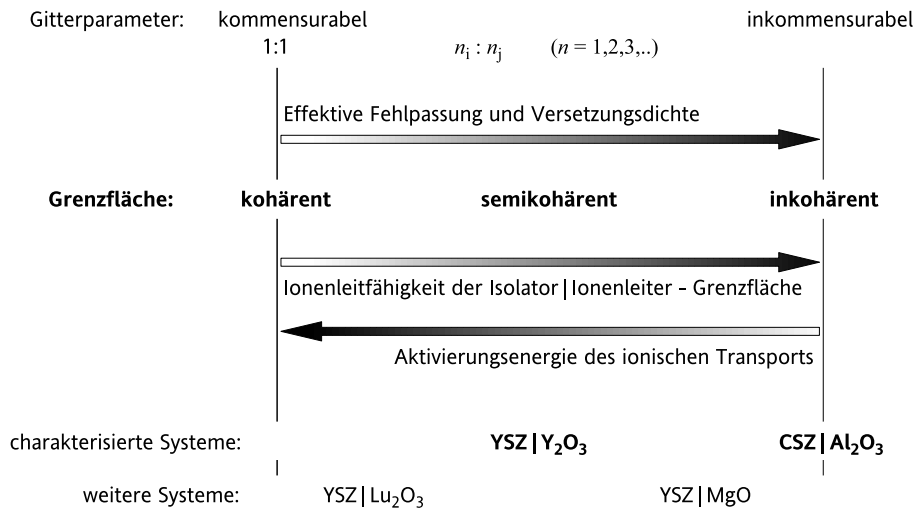 Gitterparameter: kommensurabel inkommensurabel
1:1 nᵢ : nⱼ (n = 1,2,3,..)
Effektive Fehlpassung und Versetzungsdichte
Grenzfläche: kohärent semikohärent inkohärent
Ionenleitfähigkeit der Isolator|Ionenleiter - Grenzfläche
Aktivierungsenergie des ionischen Transports
charakterisierte Systeme: YSZ|Y₂O₃ CSZ|Al₂O₃
weitere Systeme: YSZ|Lu₂O₃ YSZ|MgO